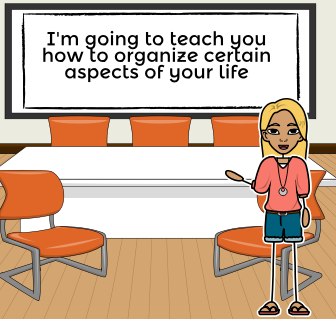 I'm going to teach you
how to organize certain
aspects of your life